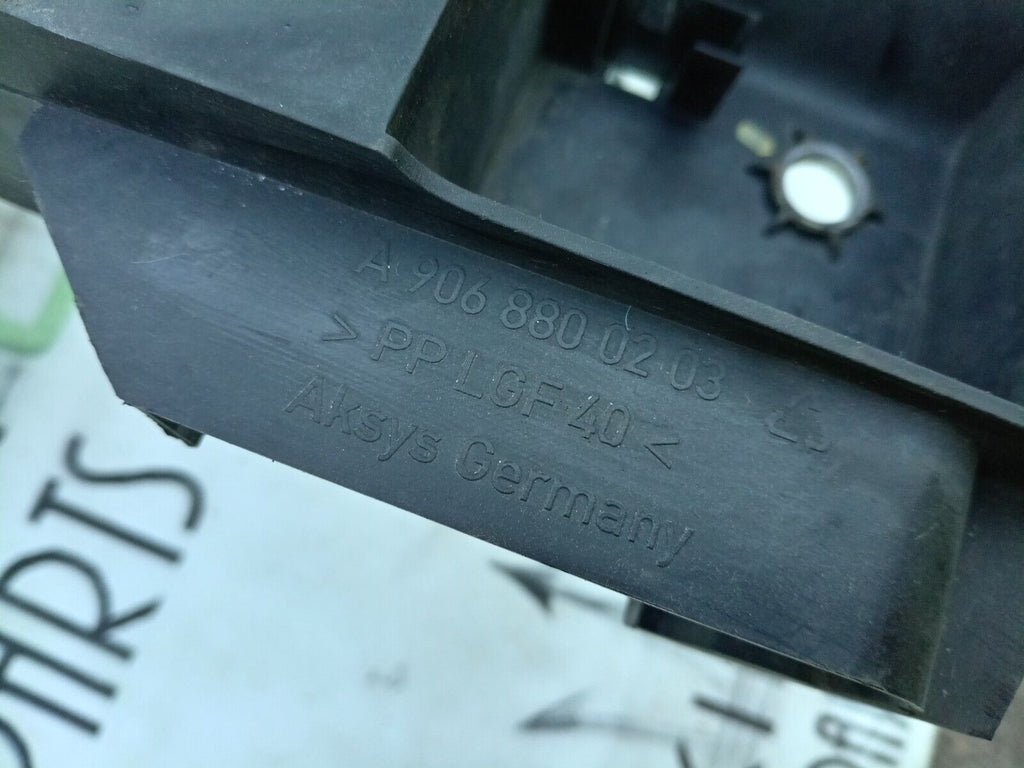 A 906 880 02 03
> PP LGF 40 <
Aksys Germany